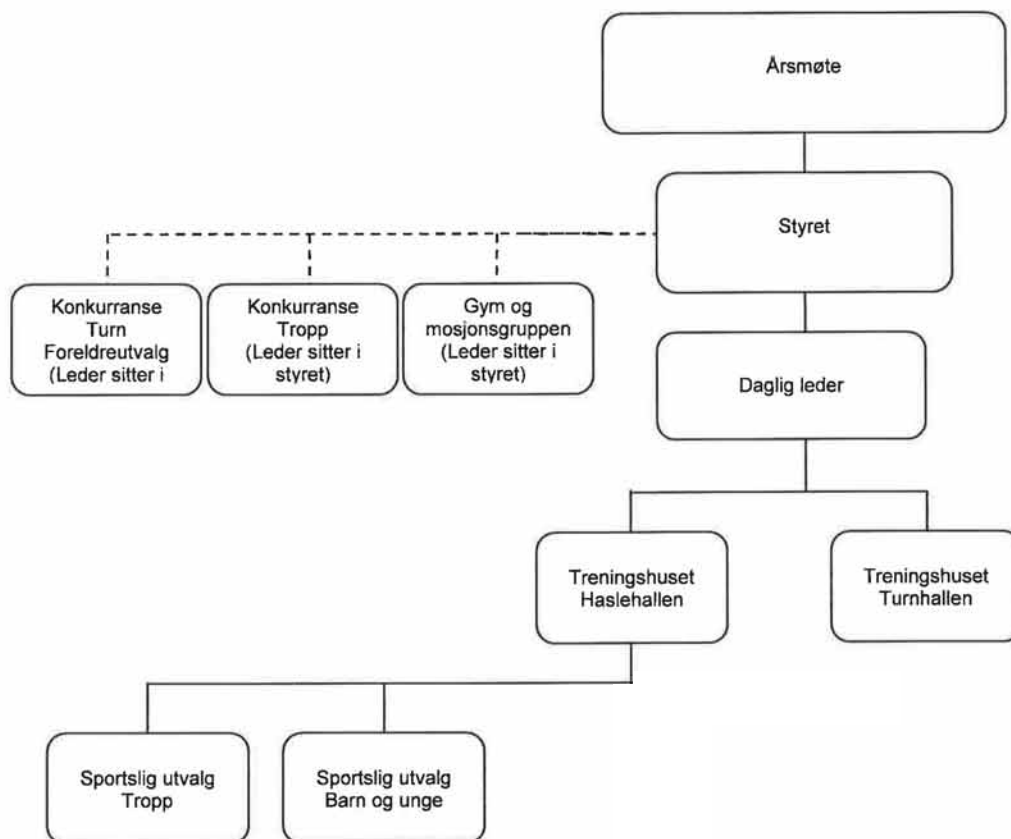 Årsmøte
Styret
Konkurranse
Turn
Foreldreutvalg
(Leder sitter i
Konkurranse
Tropp
(Leder sitter i
styret)
Gym og
mosjonsgruppen
(Leder sitter i
styret)
Daglig leder
Treningshuset
Haslehallen
Treningshuset
Turnhallen
Sportslig utvalg
Tropp
Sportslig utvalg
Barn og unge